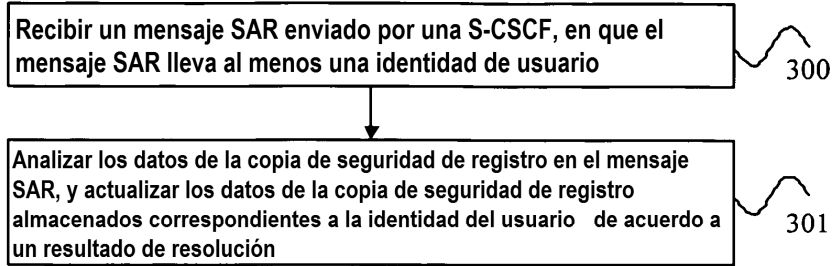 Recibir un mensaje SAR enviado por una S-CSCF, en que el
mensaje SAR lleva al menos una identidad de usuario
300
Analizar los datos de la copia de seguridad de registro en el mensaje
SAR, y actualizar los datos de la copia de seguridad de registro
almacenados correspondientes a la identidad del usuario de acuerdo a
un resultado de resolución
301